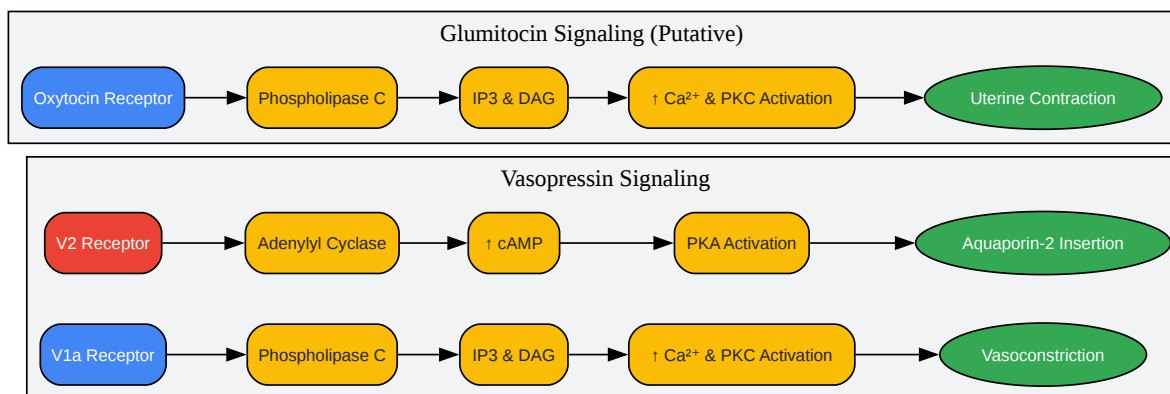 Glumitocin Signaling (Putative)
Oxytocin Receptor
Phospholipase C
IP3 & DAG
↑ Ca²⁺ & PKC Activation
Uterine Contraction
Vasopressin Signaling
V2 Receptor
Adenylyl Cyclase
↑ cAMP
PKA Activation
Aquaporin-2 Insertion
V1a Receptor
Phospholipase C
IP3 & DAG
↑ Ca²⁺ & PKC Activation
Vasoconstriction